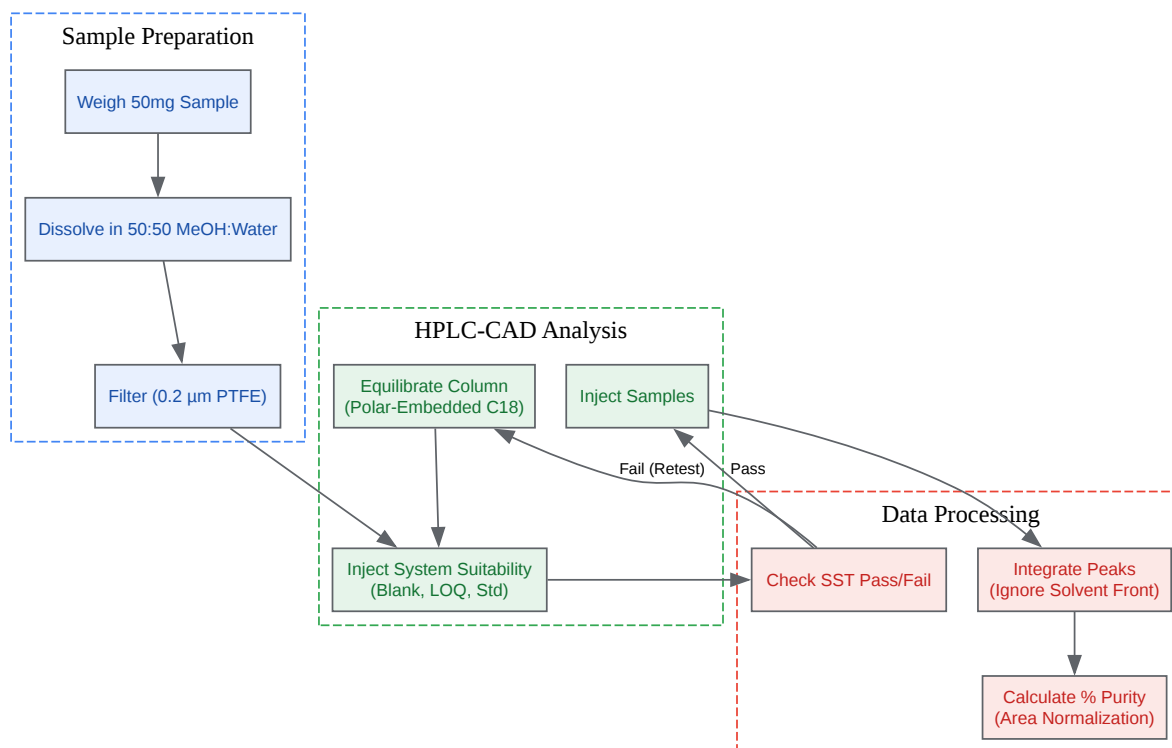 Sample Preparation
Weigh 50mg Sample
Dissolve in 50:50 MeOH:Water
Filter (0.2 µm PTFE)
HPLC-CAD Analysis
Equilibrate Column
(Polar-Embedded C18)
Inject Samples
Fail (Retest)
Pass
Inject System Suitability
(Blank, LOQ, Std)
Data Processing
Check SST Pass/Fail
Integrate Peaks
(Ignore Solvent Front)
Calculate % Purity
(Area Normalization)